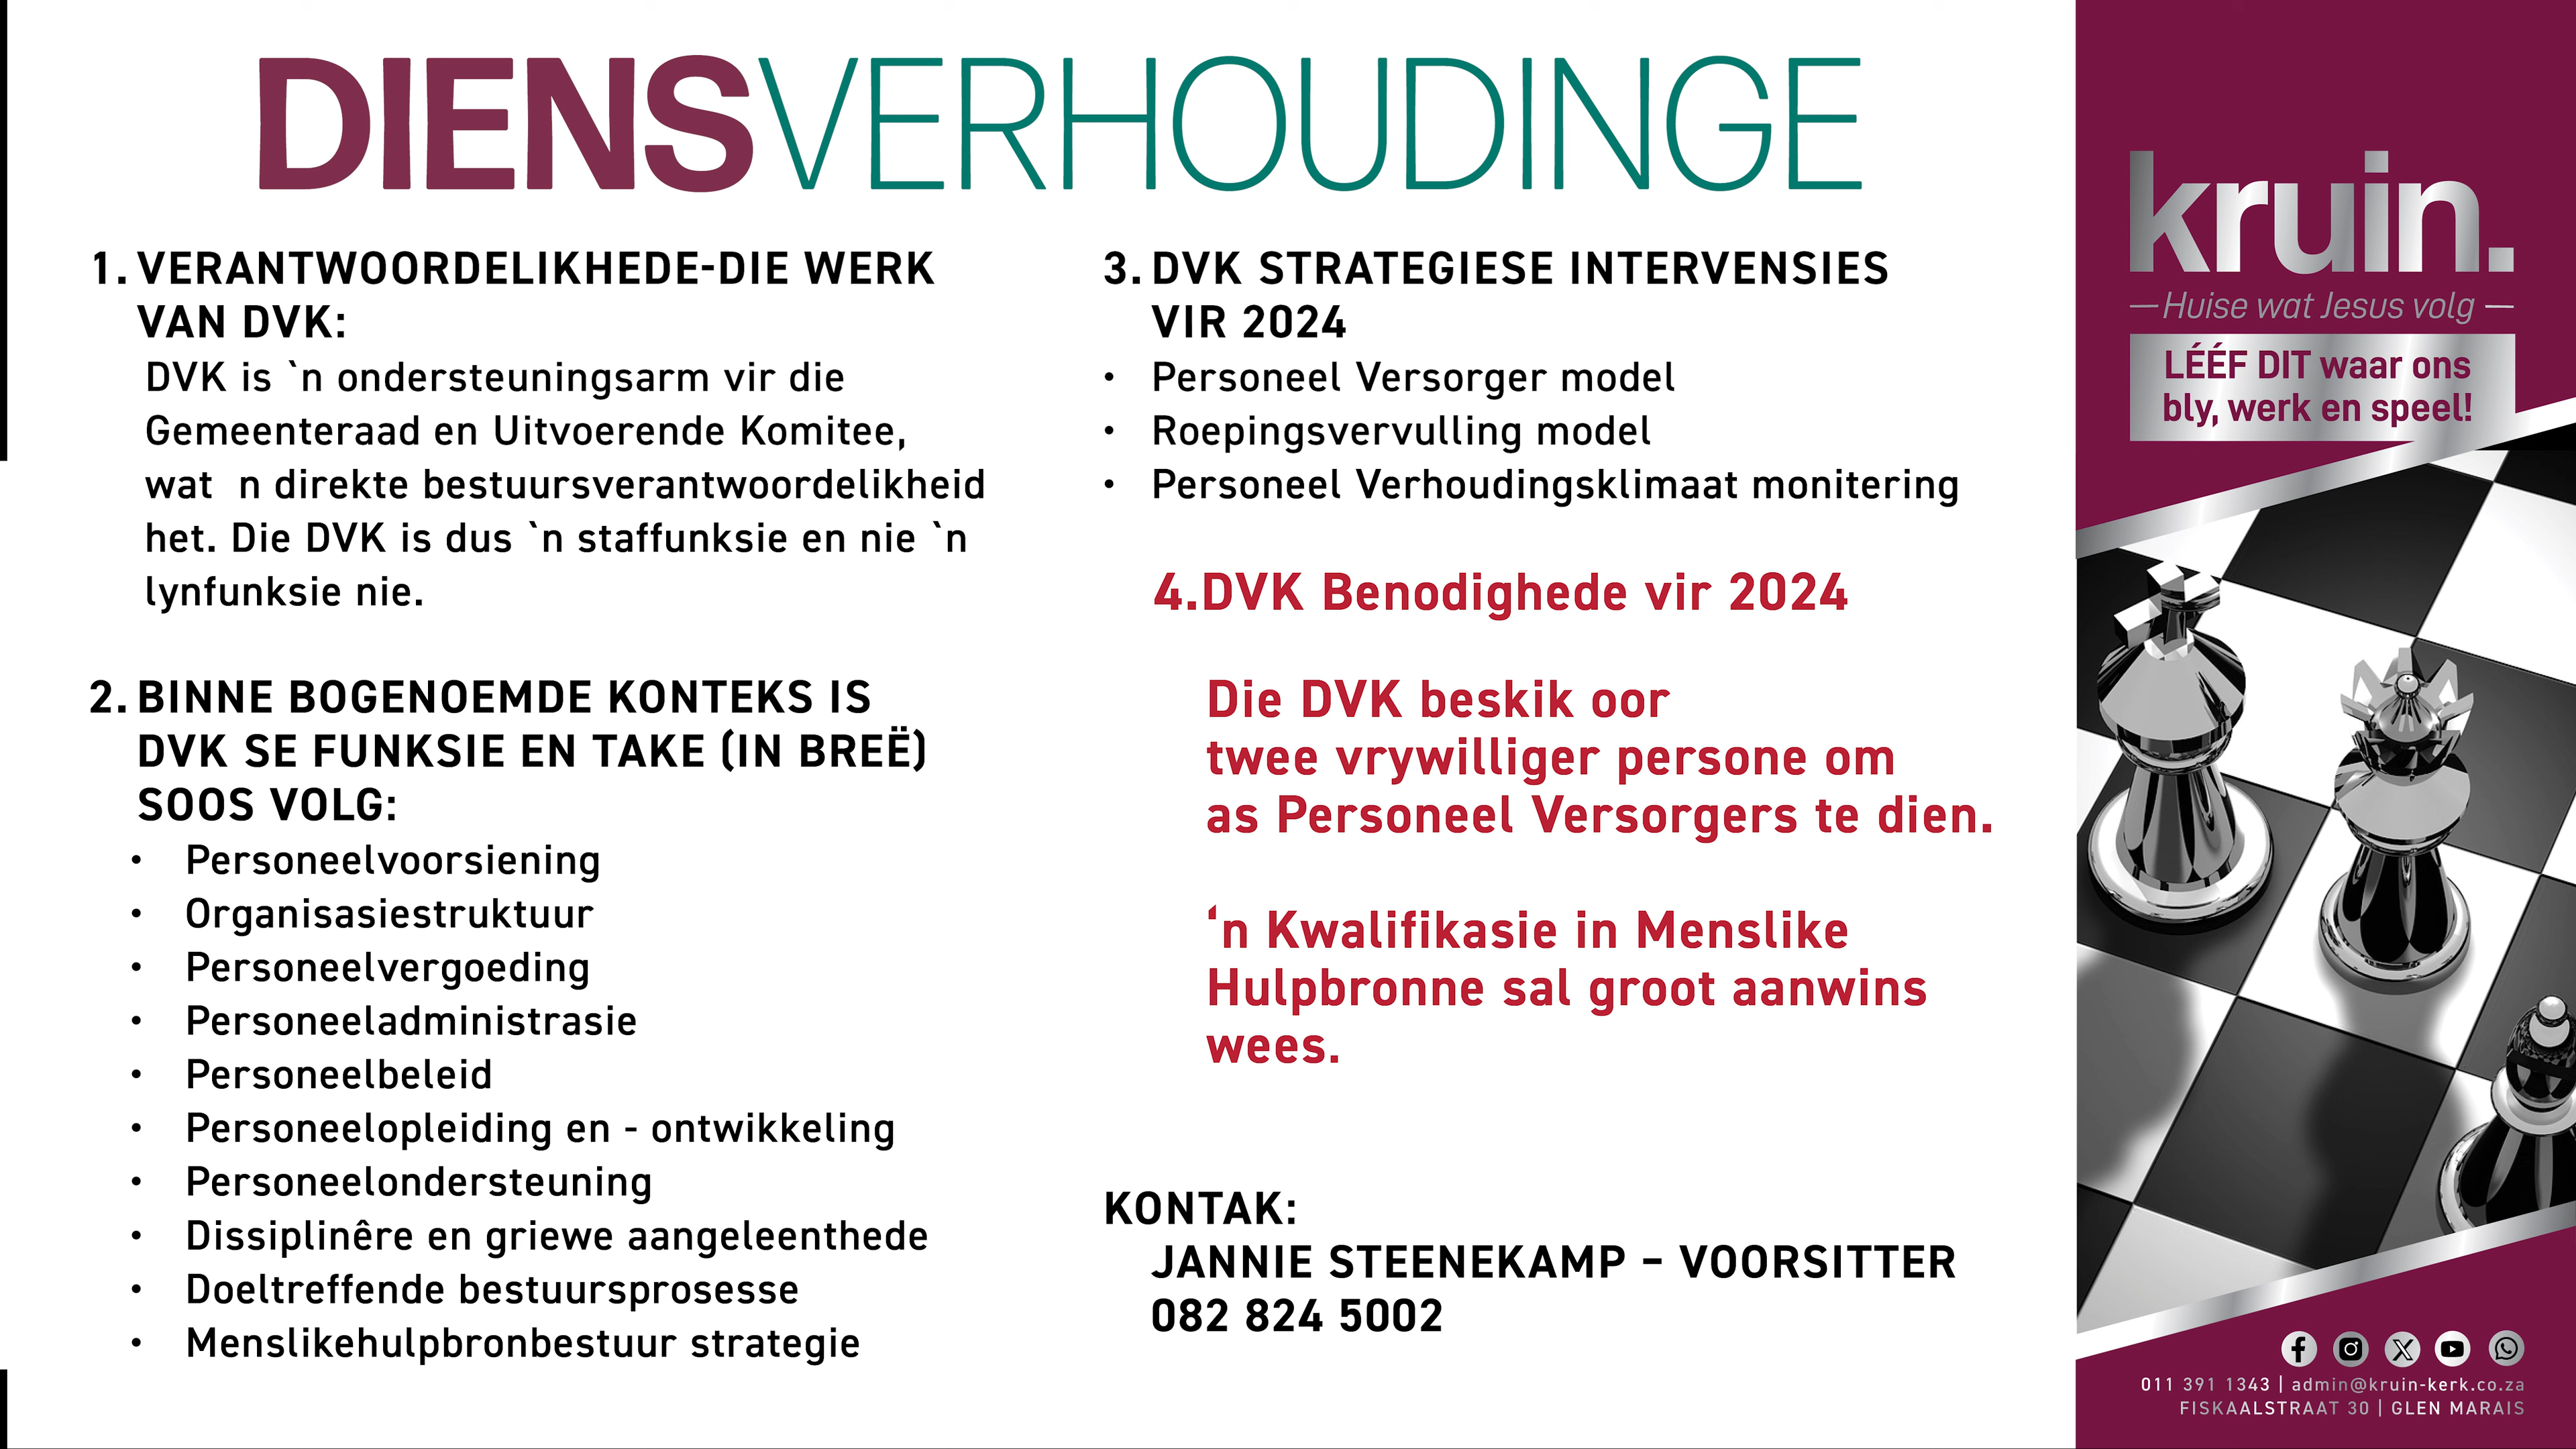 DIENSVERHOUDINGE
1. VERANTWOORDELIKHEDE-DIE WERK
VAN DVK:
DVK is `n ondersteuningsarm vir die
Gemeenteraad en Uitvoerende Komitee,
wat  n direkte bestuursverantwoordelikheid
het. Die DVK is dus `n staffunksie en nie `n
lynfunksie nie.
2. BINNE BOGENOEMDE KONTEKS IS
DVK SE FUNKSIE EN TAKE (IN BREË)
SOOS VOLG:
• Personeelvoorsiening
• Organisasiestruktuur
• Personeelvergoeding
• Personeeladministrasie
• Personeelbeleid
• Personeelopleiding en - ontwikkeling
• Personeelondersteuning
• Dissiplinêre en griewe aangeleenthede
• Doeltreffende bestuursprosesse
• Menslikehulpbronbestuur strategie
3. DVK STRATEGIESE INTERVENSIES
VIR 2024
• Personeel Versorger model
• Roepingsvervulling model
• Personeel Verhoudingsklimaat monitering
4.DVK Benodighede vir 2024
Die DVK beskik oor
twee vrywilliger persone om
as Personeel Versorgers te dien.
‘n Kwalifikasie in Menslike
Hulpbronne sal groot aanwins
wees.
KONTAK:
JANNIE STEENEKAMP – VOORSITTER
082 824 5002
kruin.
— Huise wat Jesus volg —
LÉÉF DIT waar ons
bly, werk en speel!
011 391 1343 | admin@kruin-kerk.co.za
FISKAALSTRAAT 30 | GLEN MARAIS